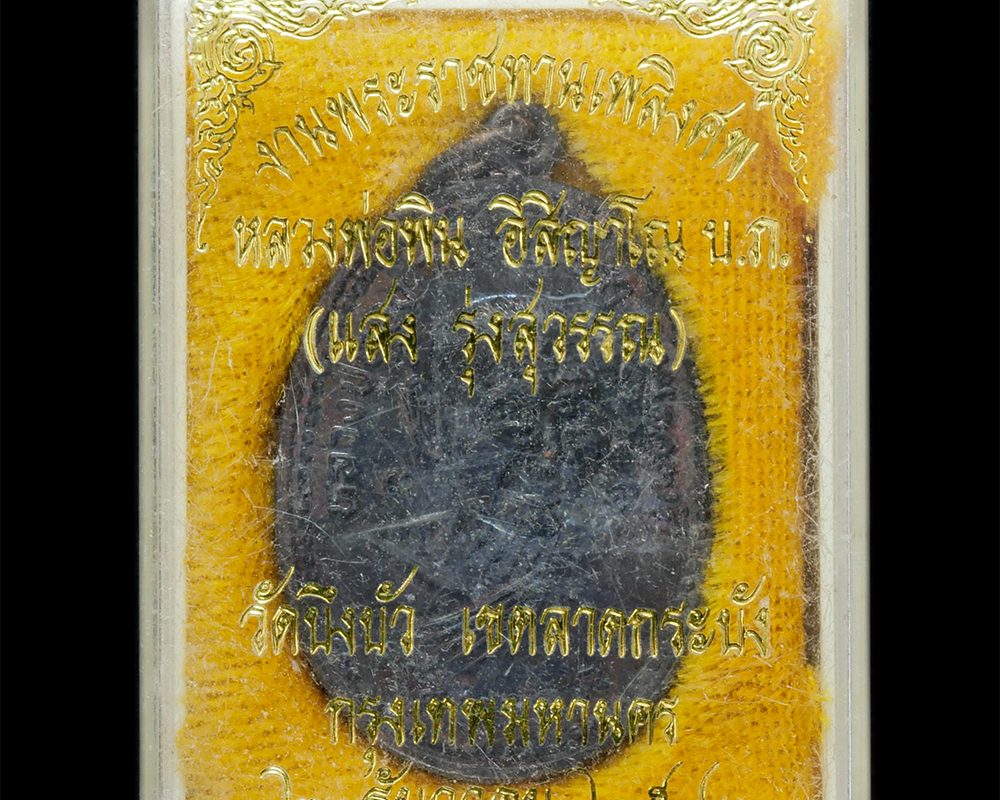 งานพระราชทานเพลิงศพ
หลวงพ่อพิน อิสิญาโณ บ.ภ.
(แสง รุ่งสุวรรณ)
วัดบึงบัว เขตลาดกระบัง
กรุงเทพมหานคร